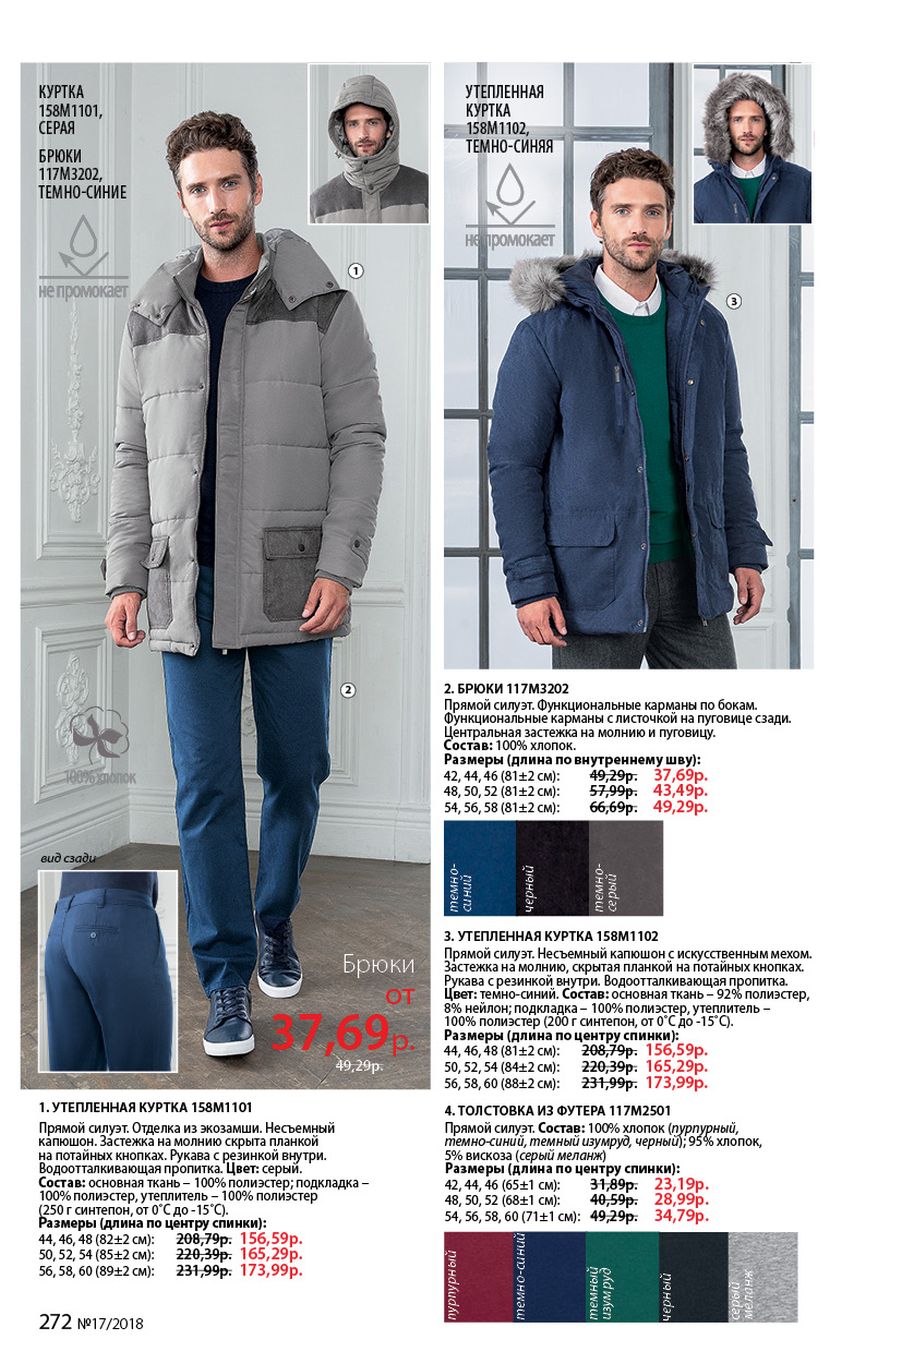 КУРТКА
158М1101,
СЕРАЯ
БРЮКИ
117М3202,
ТЕМНО-СИНИЕ
не промокает
1
2
100% хлопок
вид сзади
Брюки
от
37,69р.
49,29р.
УТЕПЛЕННАЯ
КУРТКА
158М1102,
ТЕМНО-СИНЯЯ
не промокает
3
1. УТЕПЛЕННАЯ КУРТКА 158М1101
Прямой силуэт. Отделка из экозамши. Несъемный
капюшон. Застежка на молнию скрыта планкой
на потайных кнопках. Рукава с резинкой внутри.
Водоотталкивающая пропитка. Цвет: серый.
Состав: основная ткань – 100% полиэстер; подкладка –
100% полиэстер, утеплитель – 100% полиэстер
(250 г синтепон, от 0˚С до -15˚С).
Размеры (длина по центру спинки):
44, 46, 48 (82±2 см): 208,79р. 156,59р.
50, 52, 54 (85±2 см): 220,39р. 165,29р.
56, 58, 60 (89±2 см): 231,99р. 173,99р.
2. БРЮКИ 117М3202
Прямой силуэт. Функциональные карманы по бокам.
Функциональные карманы с листочкой на пуговице сзади.
Центральная застежка на молнию и пуговицу.
Состав: 100% хлопок.
Размеры (длина по внутреннему шву):
42, 44, 46 (81±2 см): 49,29р. 37,69р.
48, 50, 52 (81±2 см): 57,99р. 43,49р.
54, 56, 58 (81±2 см): 66,69р. 49,29р.
темно-
синий
черный
темно-
серый
3. УТЕПЛЕННАЯ КУРТКА 158М1102
Прямой силуэт. Несъемный капюшон с искусственным мехом.
Застежка на молнию, скрытая планкой на потайных кнопках.
Рукава с резинкой внутри. Водоотталкивающая пропитка.
Цвет: темно-синий. Состав: основная ткань – 92% полиэстер,
8% нейлон; подкладка – 100% полиэстер, утеплитель –
100% полиэстер (200 г синтепон, от 0˚С до -15˚С).
Размеры (длина по центру спинки):
44, 46, 48 (81±2 см): 208,79р. 156,59р.
50, 52, 54 (84±2 см): 220,39р. 165,29р.
56, 58, 60 (88±2 см): 231,99р. 173,99р.
4. ТОЛСТОВКА ИЗ ФУТЕРА 117М2501
Прямой силуэт. Состав: 100% хлопок (пурпурный,
темно-синий, темный изумруд, черный); 95% хлопок,
5% вискоза (серый меланж)
Размеры (длина по центру спинки):
42, 44, 46 (65±1 см): 31,89р. 23,19р.
48, 50, 52 (68±1 см): 40,59р. 28,99р.
54, 56, 58, 60 (71±1 см): 49,29р. 34,79р.
пурпурный
темно-синий
темный
изумруд
черный
серый
меланж
272 №17/2018